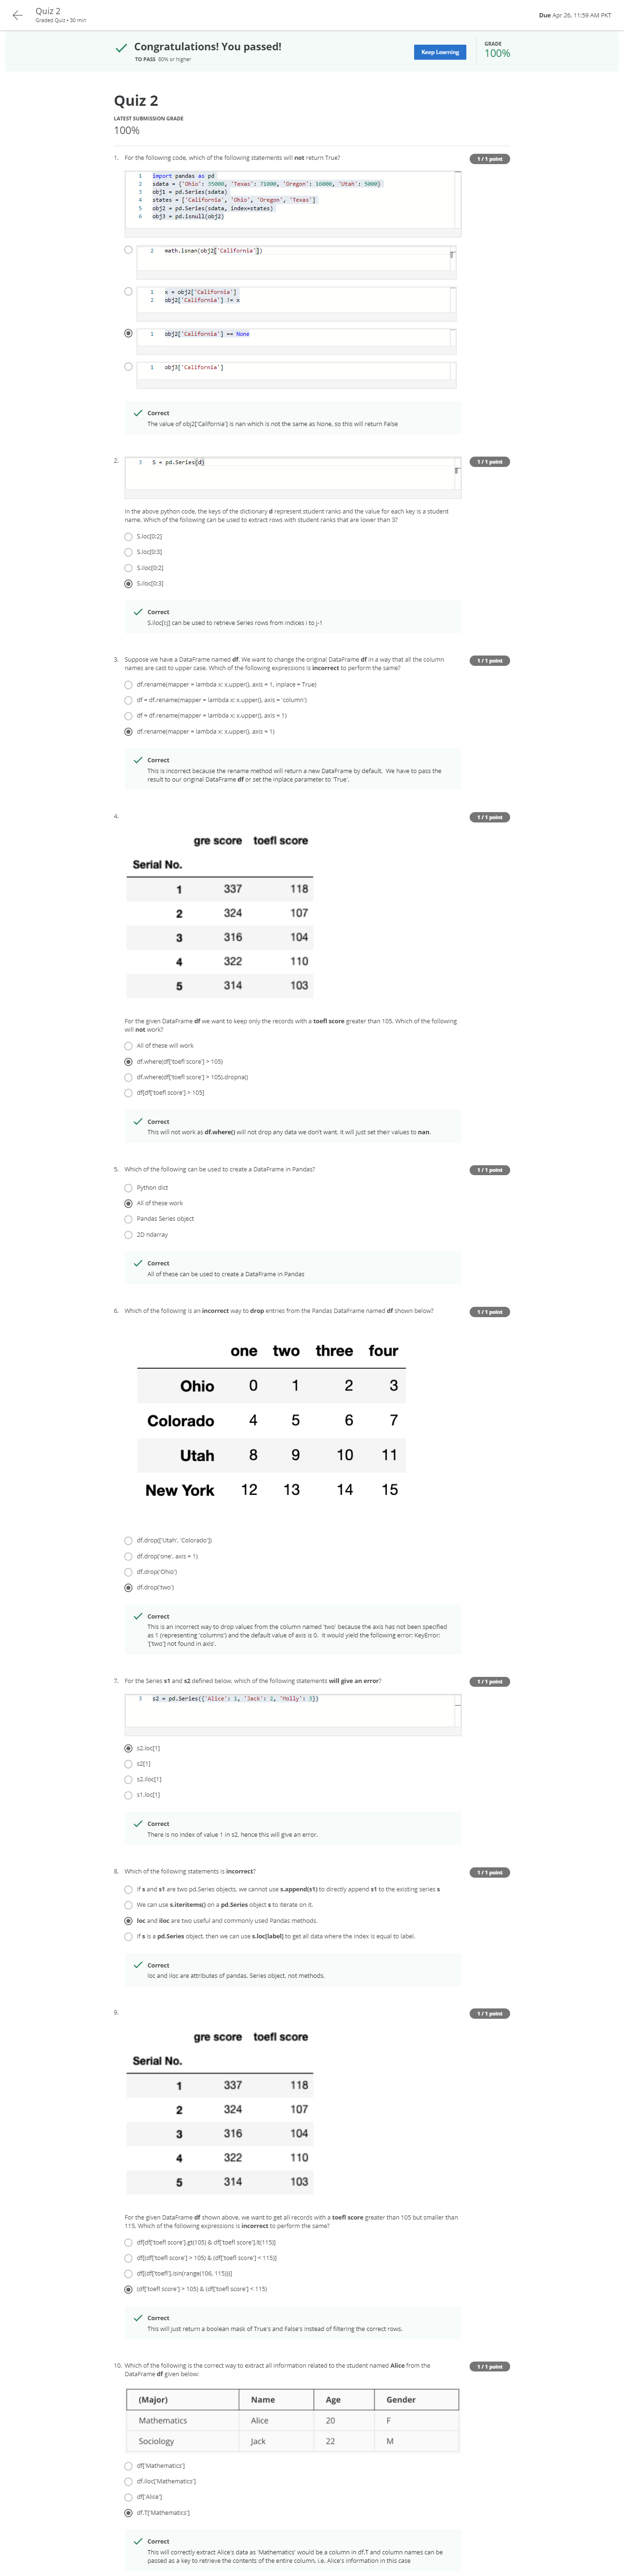 Quiz 2
Graded Quiz • 30 min
Due Apr 26, 11:59 AM PKT
Congratulations! You passed!
TO PASS 80% or higher
Keep Learning
GRADE
100%
Quiz 2
LATEST SUBMISSION GRADE
100%
1. For the following code, which of the following statements will not return True?
1 / 1 point
1 import pandas as pd
2 sdata = {'Ohio': 35000, 'Texas': 71000, 'Oregon': 16000, 'Utah': 5000}
3 obj1 = pd.Series(sdata)
4 states = ['California', 'Ohio', 'Oregon', 'Texas']
5 obj2 = pd.Series(sdata, index=states)
6 obj3 = pd.isnull(obj2)
2 math.isnan(obj2['California'])
1 x = obj2['California']
2 obj2['California'] != x
1 obj2['California'] == None
1 obj3['California']
Correct
The value of obj2['California'] is nan which is not the same as None, so this will return False
2.
1 / 1 point
3 S = pd.Series(d)
In the above python code, the keys of the dictionary d represent student ranks and the value for each key is a student
name. Which of the following can be used to extract rows with student ranks that are lower than 3?
S.loc[0:2]
S.loc[0:3]
S.iloc[0:2]
S.iloc[0:3]
Correct
S.iloc[i:j] can be used to retrieve Series rows from indices i to j-1
3. Suppose we have a DataFrame named df. We want to change the original DataFrame df in a way that all the column
names are cast to upper case. Which of the following expressions is incorrect to perform the same?
1 / 1 point
df.rename(mapper = lambda x: x.upper(), axis = 1, inplace = True)
df = df.rename(mapper = lambda x: x.upper(), axis = 'column')
df = df.rename(mapper = lambda x: x.upper(), axis = 1)
df.rename(mapper = lambda x: x.upper(), axis = 1)
Correct
This is incorrect because the rename method will return a new DataFrame by default. We have to pass the
result to our original DataFrame df or set the inplace parameter to 'True'.
4.
1 / 1 point
gre score toefl score
Serial No.
1 337 118
2 324 107
3 316 104
4 322 110
5 314 103
For the given DataFrame df we want to keep only the records with a toefl score greater than 105. Which of the following
will not work?
All of these will work
df.where(df['toefl score'] > 105)
df.where(df['toefl score'] > 105).dropna()
df[df['toefl score'] > 105]
Correct
This will not work as df.where() will not drop any data we don't want, it will just set their values to nan.
5. Which of the following can be used to create a DataFrame in Pandas?
1 / 1 point
Python dict
All of these work
Pandas Series object
2D ndarray
Correct
All of these can be used to create a DataFrame in Pandas
6. Which of the following is an incorrect way to drop entries from the Pandas DataFrame named df shown below?
1 / 1 point
one two three four
Ohio 0 1 2 3
Colorado 4 5 6 7
Utah 8 9 10 11
New York 12 13 14 15
df.drop(['Utah', 'Colorado'])
df.drop('one', axis = 1)
df.drop('Ohio')
df.drop('two')
Correct
This is an incorrect way to drop values from the column named 'two' because the axis has not been specified
as 1 (representing 'columns') and the default value of axis is 0. It would yield the following error: KeyError:
'['two'] not found in axis'.
7. For the Series s1 and s2 defined below, which of the following statements will give an error?
1 / 1 point
3 s2 = pd.Series({'Alice': 1, 'Jack': 2, 'Molly': 3})
s2.loc[1]
s2[1]
s2.iloc[1]
s1.loc[1]
Correct
There is no index of value 1 in s2, hence this will give an error.
8. Which of the following statements is incorrect?
1 / 1 point
If s and s1 are two pd.Series objects, we cannot use s.append(s1) to directly append s1 to the existing series s
We can use s.iteritems() on a pd.Series object s to iterate on it.
loc and iloc are two useful and commonly used Pandas methods.
If s is a pd.Series object, then we can use s.loc[label] to get all data where the index is equal to label.
Correct
loc and iloc are attributes of pandas. Series object, not methods.
9.
1 / 1 point
gre score toefl score
Serial No.
1 337 118
2 324 107
3 316 104
4 322 110
5 314 103
For the given DataFrame df shown above, we want to get all records with a toefl score greater than 105 but smaller than
115. Which of the following expressions is incorrect to perform the same?
df[df['toefl score'].gt(105) & df['toefl score'].lt(115)]
df[(df['toefl score'] > 105) & (df['toefl score'] < 115)]
df[(df['toefl'].isin(range(106, 115)))]
(df['toefl score'] > 105) & (df['toefl score'] < 115)
Correct
This will just return a boolean mask of True's and False's instead of filtering the correct rows.
10. Which of the following is the correct way to extract all information related to the student named Alice from the
DataFrame df given below:
1 / 1 point
(Major) Name Age Gender
Mathematics Alice 20 F
Sociology Jack 22 M
df['Mathematics']
df.iloc['Mathematics']
df['Alice']
df.T['Mathematics']
Correct
This will correctly extract Alice's data as 'Mathematics' would be a column in df.T and column names can be
passed as a key to retrieve the contents of the entire column, i.e. Alice's information in this case